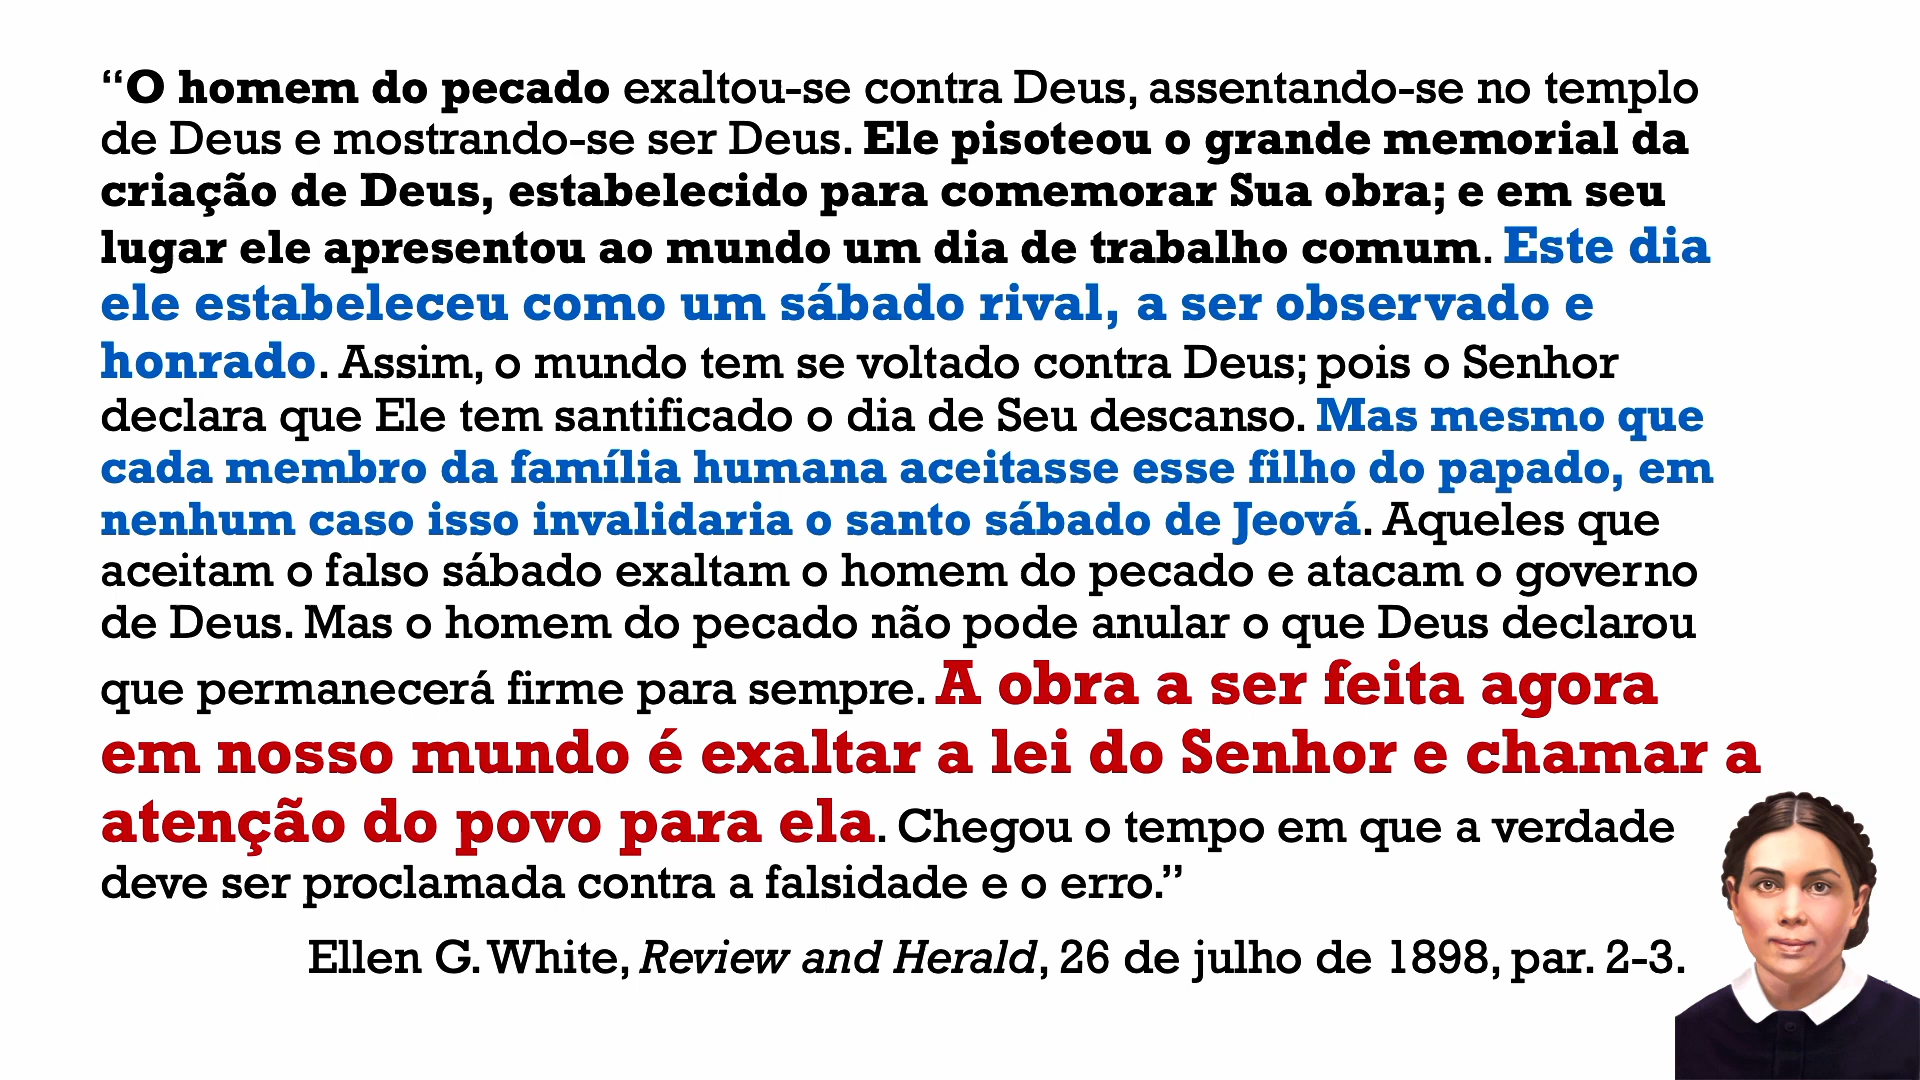 “O homem do pecado exaltou-se contra Deus, assentando-se no templo
de Deus e mostrando-se ser Deus. Ele pisoteou o grande memorial da
criação de Deus, estabelecido para comemorar Sua obra; e em seu
lugar ele apresentou ao mundo um dia de trabalho comum. Este dia
ele estabeleceu como um sábado rival, a ser observado e
honrado. Assim, o mundo tem se voltado contra Deus; pois o Senhor
declara que Ele tem santificado o dia de Seu descanso. Mas mesmo que
cada membro da família humana aceitasse esse filho do papado, em
nenhum caso isso invalidaria o santo sábado de Jeová. Aqueles que
aceitam o falso sábado exaltam o homem do pecado e atacam o governo
de Deus. Mas o homem do pecado não pode anular o que Deus declarou
que permanecerá firme para sempre. A obra a ser feita agora
em nosso mundo é exaltar a lei do Senhor e chamar a
atenção do povo para ela. Chegou o tempo em que a verdade
deve ser proclamada contra a falsidade e o erro.”
Ellen G. White, Review and Herald, 26 de julho de 1898, par. 2-3.